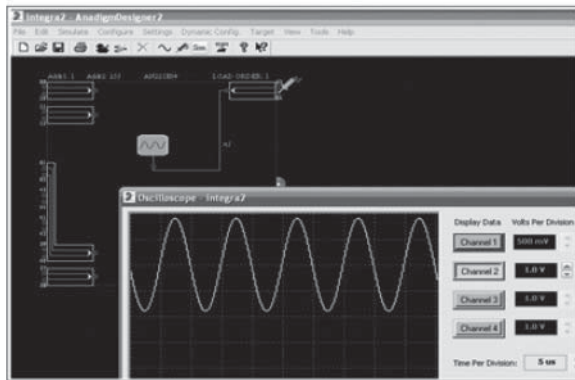 Integra7 - AnadigmDesigner2
File Edit Simulate Configure Settings Dynamic Config. Target View Tools Help
LOAD ORDER: 1
Oscilloscope - integra7
Display Data Volts Per Division
Channel 1 500 mV
Channel 2 1.0 V
Channel 3 1.0 V
Channel 4 1.0 V
Time Per Division: 5 us